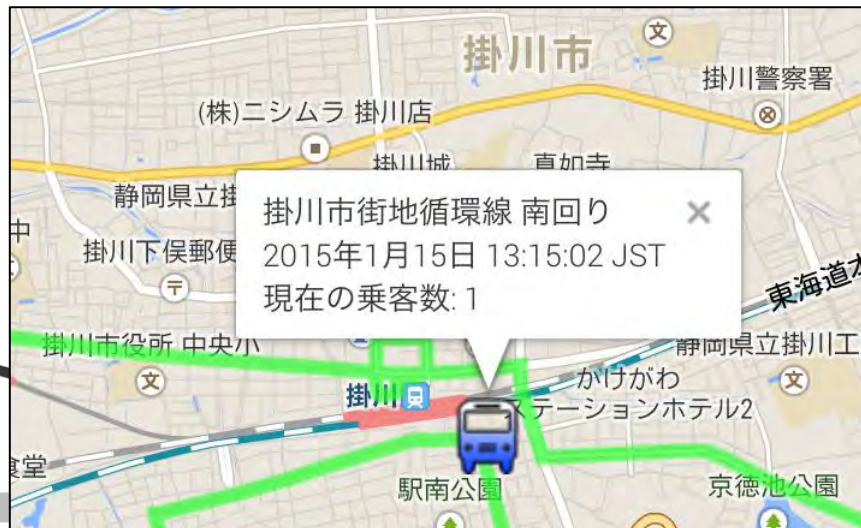 掛川市
掛川警察署
(株)ニシムラ 掛川店
掛川城
真如寺
静岡県立掛
中
掛川下俣郵便
掛川市街地循環線 南回り
2015年1月15日 13:15:02 JST
現在の乗客数: 1
東海道本
掛川市役所 中央小
静岡県立掛川工
掛川
かけがわ
ステーションホテル2
食堂
駅南公園
京徳池公園